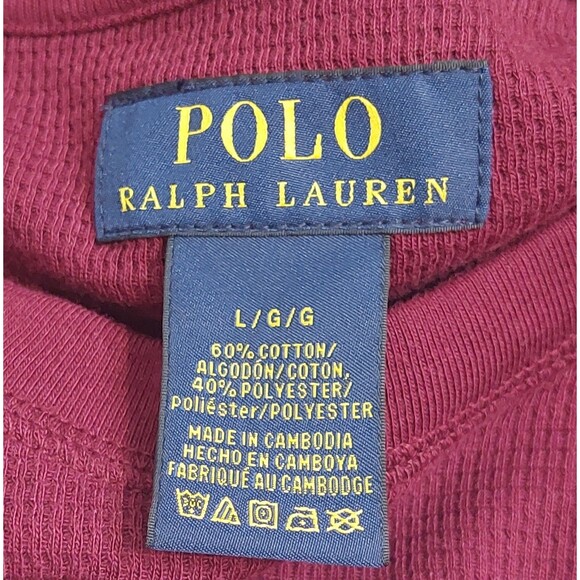 POLO
RALPH LAUREN
L/G/G
60% COTTON/
ALGODÓN/COTON,
40% POLYESTER/
poliéster/POLYESTER
MADE IN CAMBODIA
HECHO EN CAMBOYA
FABRIQUÉ AU CAMBODGE